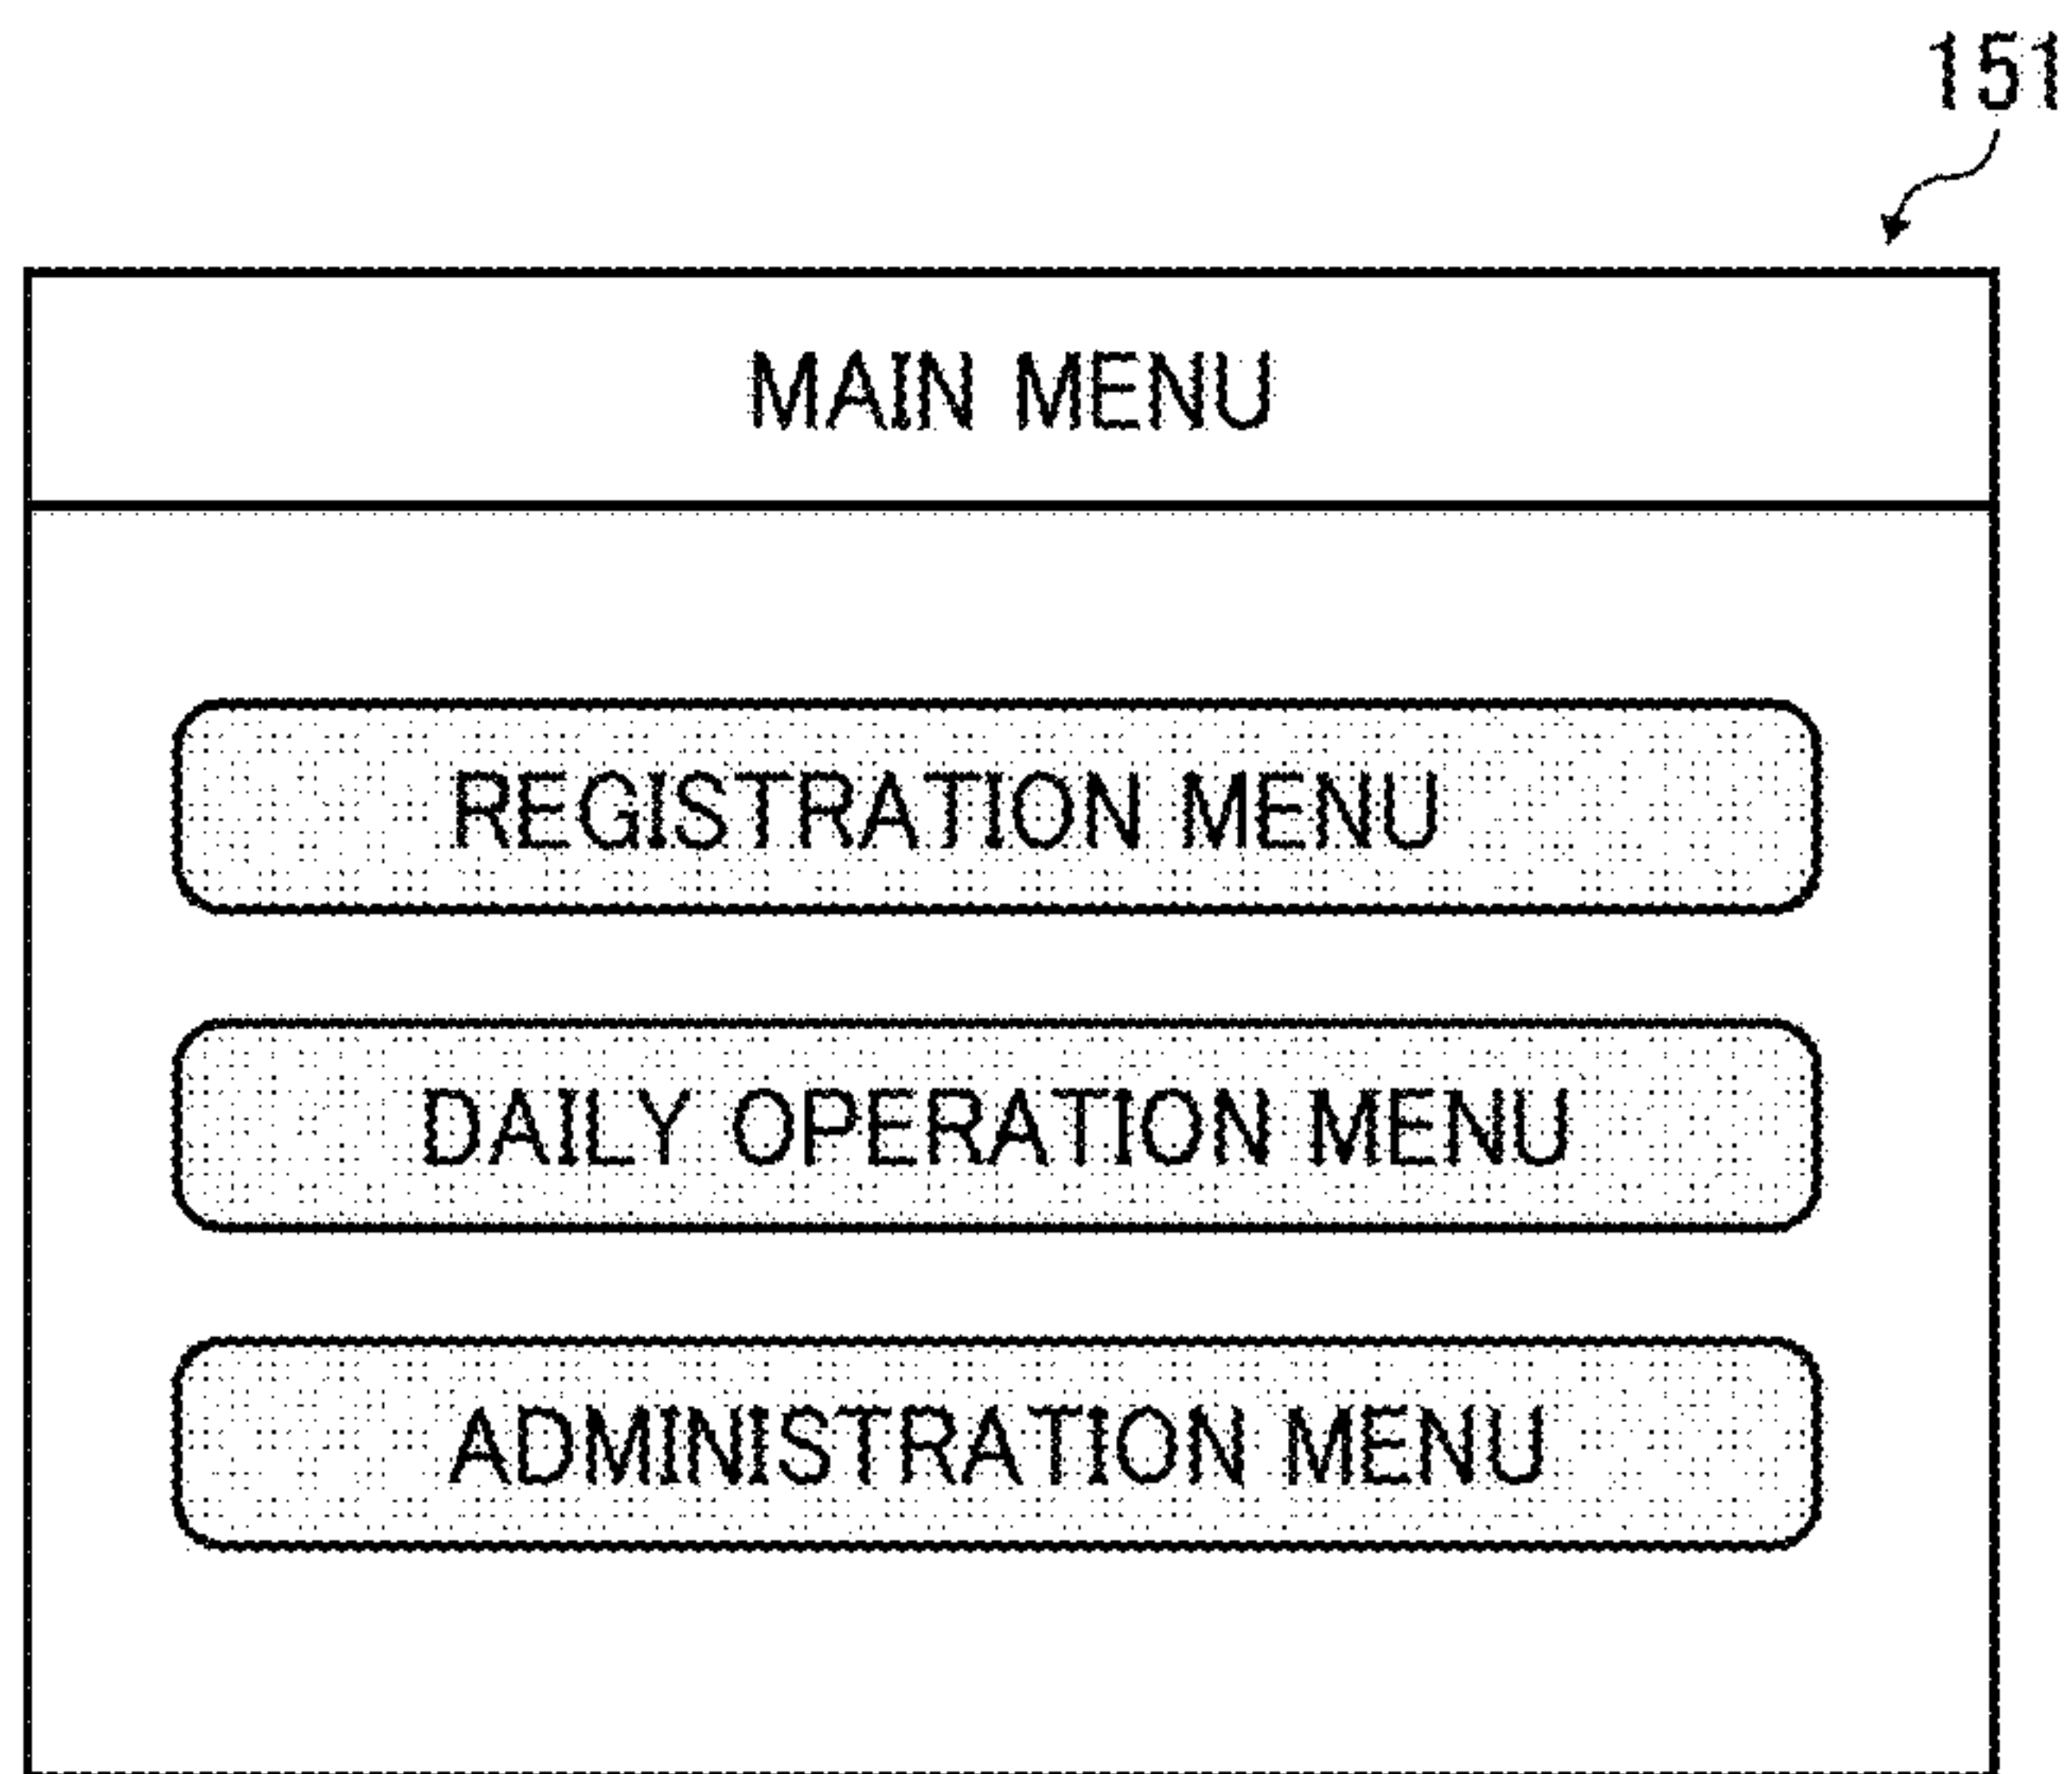 151
MAIN MENU
REGISTRATION MENU
DAILY OPERATION MENU
ADMINISTRATION MENU